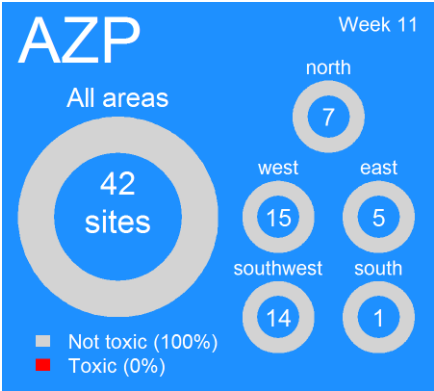 AZP
Week 11
All areas
42
sites
north
7
west
15
east
5
southwest
14
south
1
Not toxic (100%)
Toxic (0%)